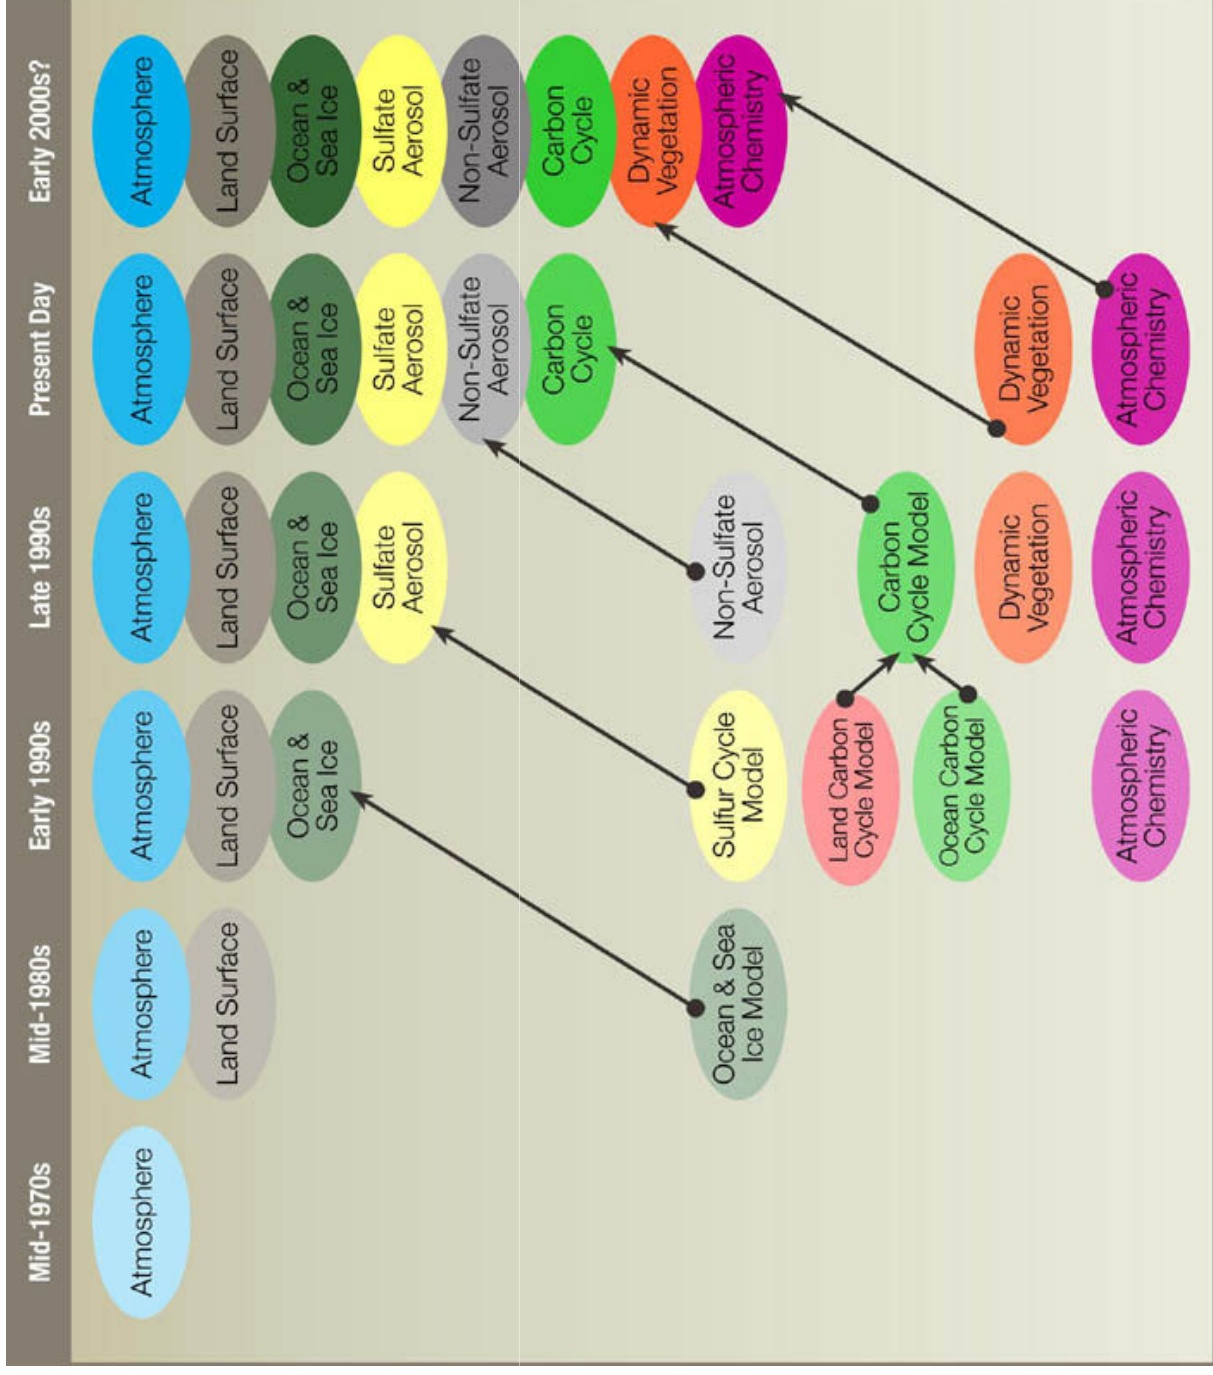 Mid-1970s
Mid-1980s
Early 1990s
Late 1990s
Present Day
Early 2000s?
Atmosphere
Atmosphere
Atmosphere
Atmosphere
Atmosphere
Atmosphere
Land Surface
Land Surface
Land Surface
Land Surface
Land Surface
Ocean &
Sea Ice
Ocean &
Sea Ice
Ocean &
Sea Ice
Ocean &
Sea Ice
Sulfate
Aerosol
Sulfate
Aerosol
Sulfate
Aerosol
Non-Sulfate
Aerosol
Non-Sulfate
Aerosol
Carbon
Cycle
Carbon
Cycle
Dynamic
Vegetation
Ocean & Sea
Ice Model
Sulfur Cycle
Model
Non-Sulfate
Aerosol
Atmospheric
Chemistry
Land Carbon
Cycle Model
Carbon
Cycle Model
Ocean Carbon
Cycle Model
Dynamic
Vegetation
Dynamic
Vegetation
Atmospheric
Chemistry
Atmospheric
Chemistry
Atmospheric
Chemistry